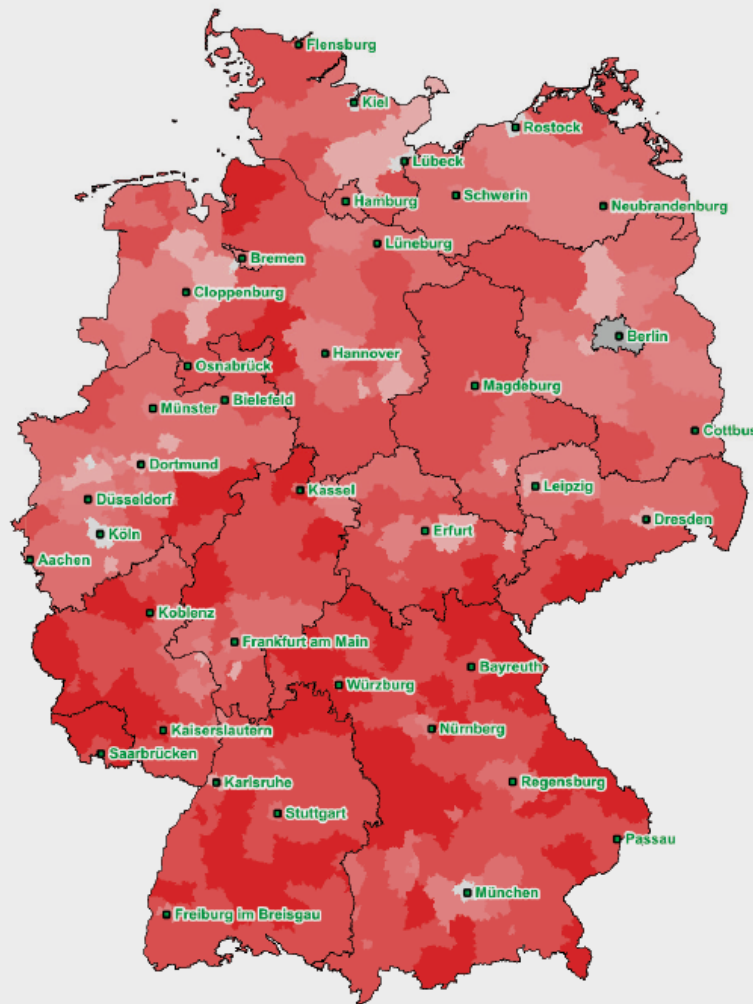 Flensburg
Kiel
Rostock
Lübeck
Hamburg
Schwerin
Neubrandenburg
Lüneburg
Bremen
Cloppenburg
Berlin
Hannover
Osnabrück
Magdeburg
Bielefeld
Münster
Cottbus
Dortmund
Kassel
Leipzig
Düsseldorf
Dresden
Erfurt
Köln
Aachen
Koblenz
Frankfurt am Main
Bayreuth
Würzburg
Nürnberg
Kaiserslautern
Saarbrücken
Karlsruhe
Regensburg
Stuttgart
Passau
München
Freiburg im Breisgau